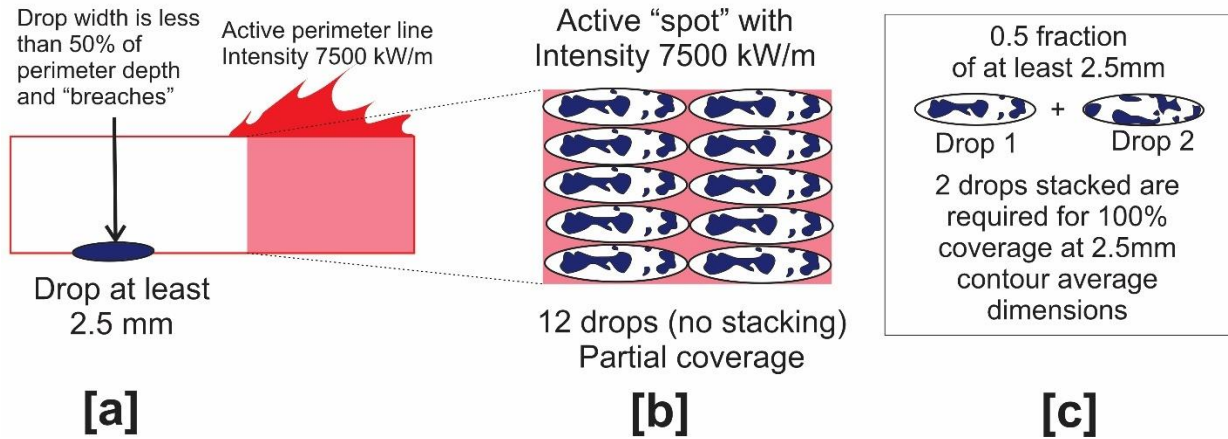 Drop width is less
than 50% of
perimeter depth
and “breaches”
Active perimeter line
Intensity 7500 kW/m
Drop at least
2.5 mm
[a]
Active “spot” with
Intensity 7500 kW/m
12 drops (no stacking)
Partial coverage
[b]
0.5 fraction
of at least 2.5mm
+
Drop 1
Drop 2
2 drops stacked are
required for 100%
coverage at 2.5mm
contour average
dimensions
[c]